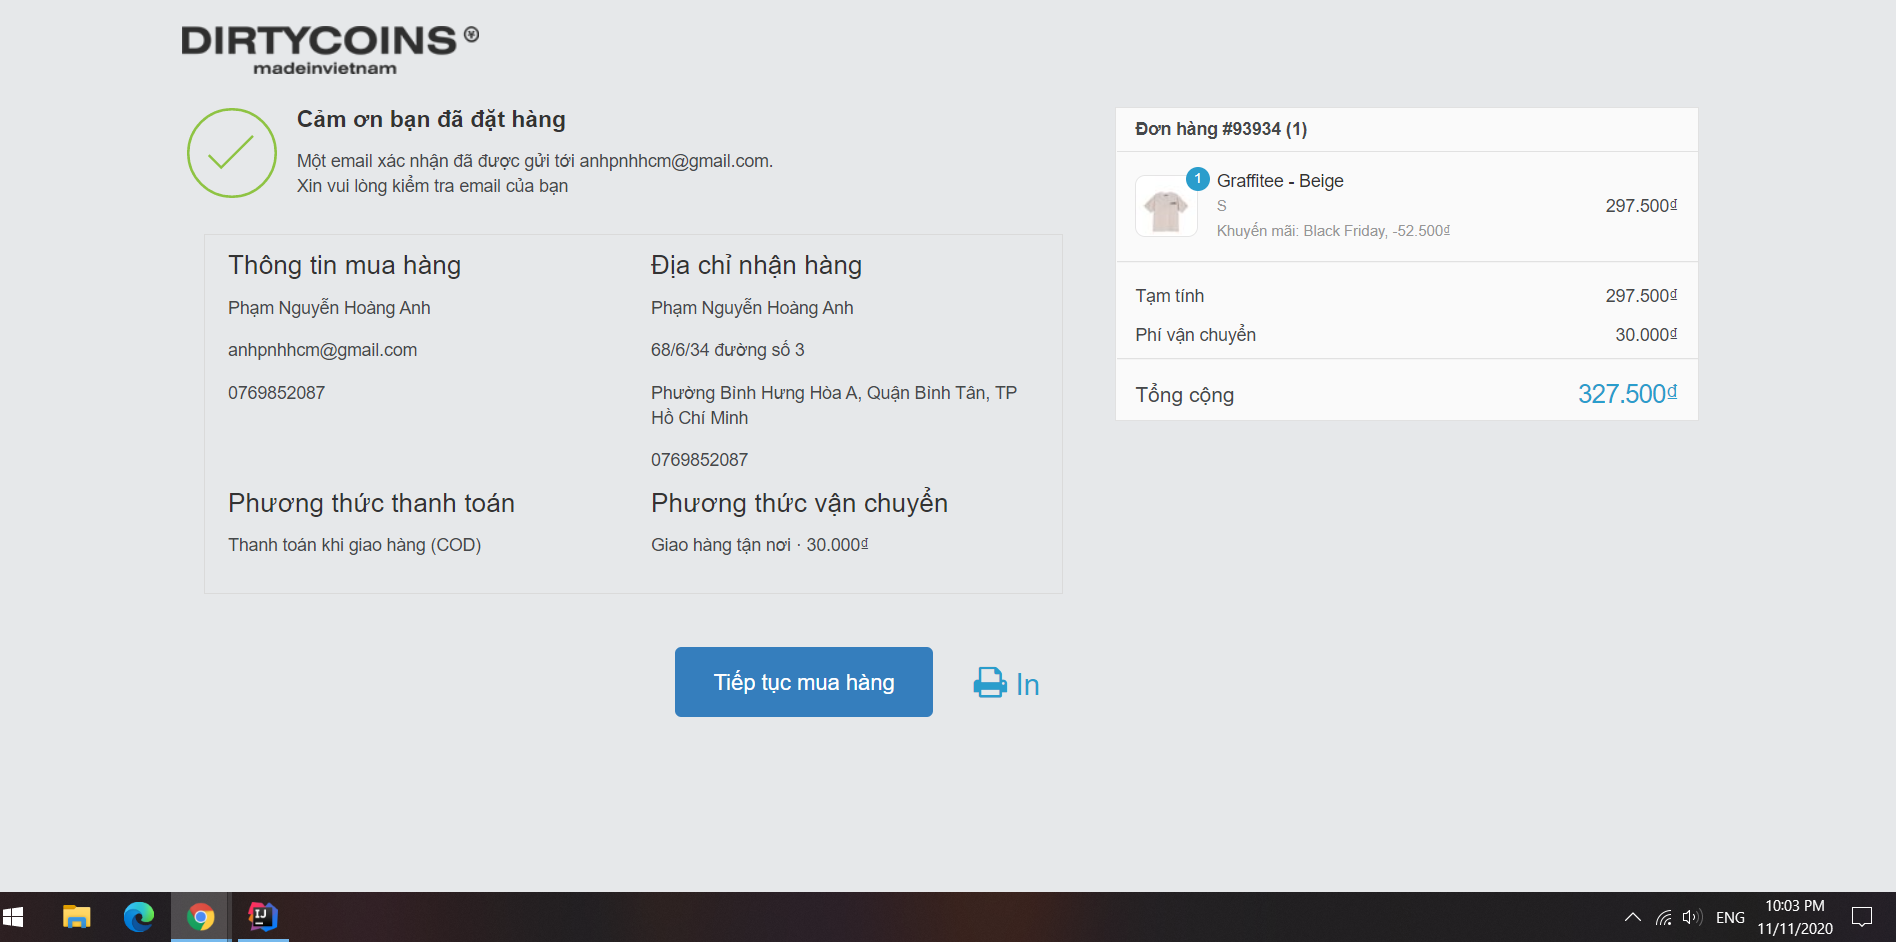 DIRTYCOINS
madeinvietnam
Cảm ơn bạn đã đặt hàng
Một email xác nhận đã được gửi tới anhpnhhcm@gmail.com.
Xin vui lòng kiểm tra email của bạn
Thông tin mua hàng
Phạm Nguyễn Hoàng Anh
anhpnhhcm@gmail.com
0769852087
Địa chỉ nhận hàng
Phạm Nguyễn Hoàng Anh
68/6/34 đường số 3
Phường Bình Hưng Hòa A, Quận Bình Tân, TP
Hồ Chí Minh
0769852087
Phương thức thanh toán
Thanh toán khi giao hàng (COD)
Phương thức vận chuyển
Giao hàng tận nơi · 30.000₫
Tiếp tục mua hàng
In
Đơn hàng #93934 (1)
1
Graffitee - Beige
S
Khuyến mãi: Black Friday, -52.500₫
297.500₫
Tạm tính 297.500₫
Phí vận chuyển 30.000₫
Tổng cộng 327.500₫
IJ
ENG
10:03 PM
11/11/2020